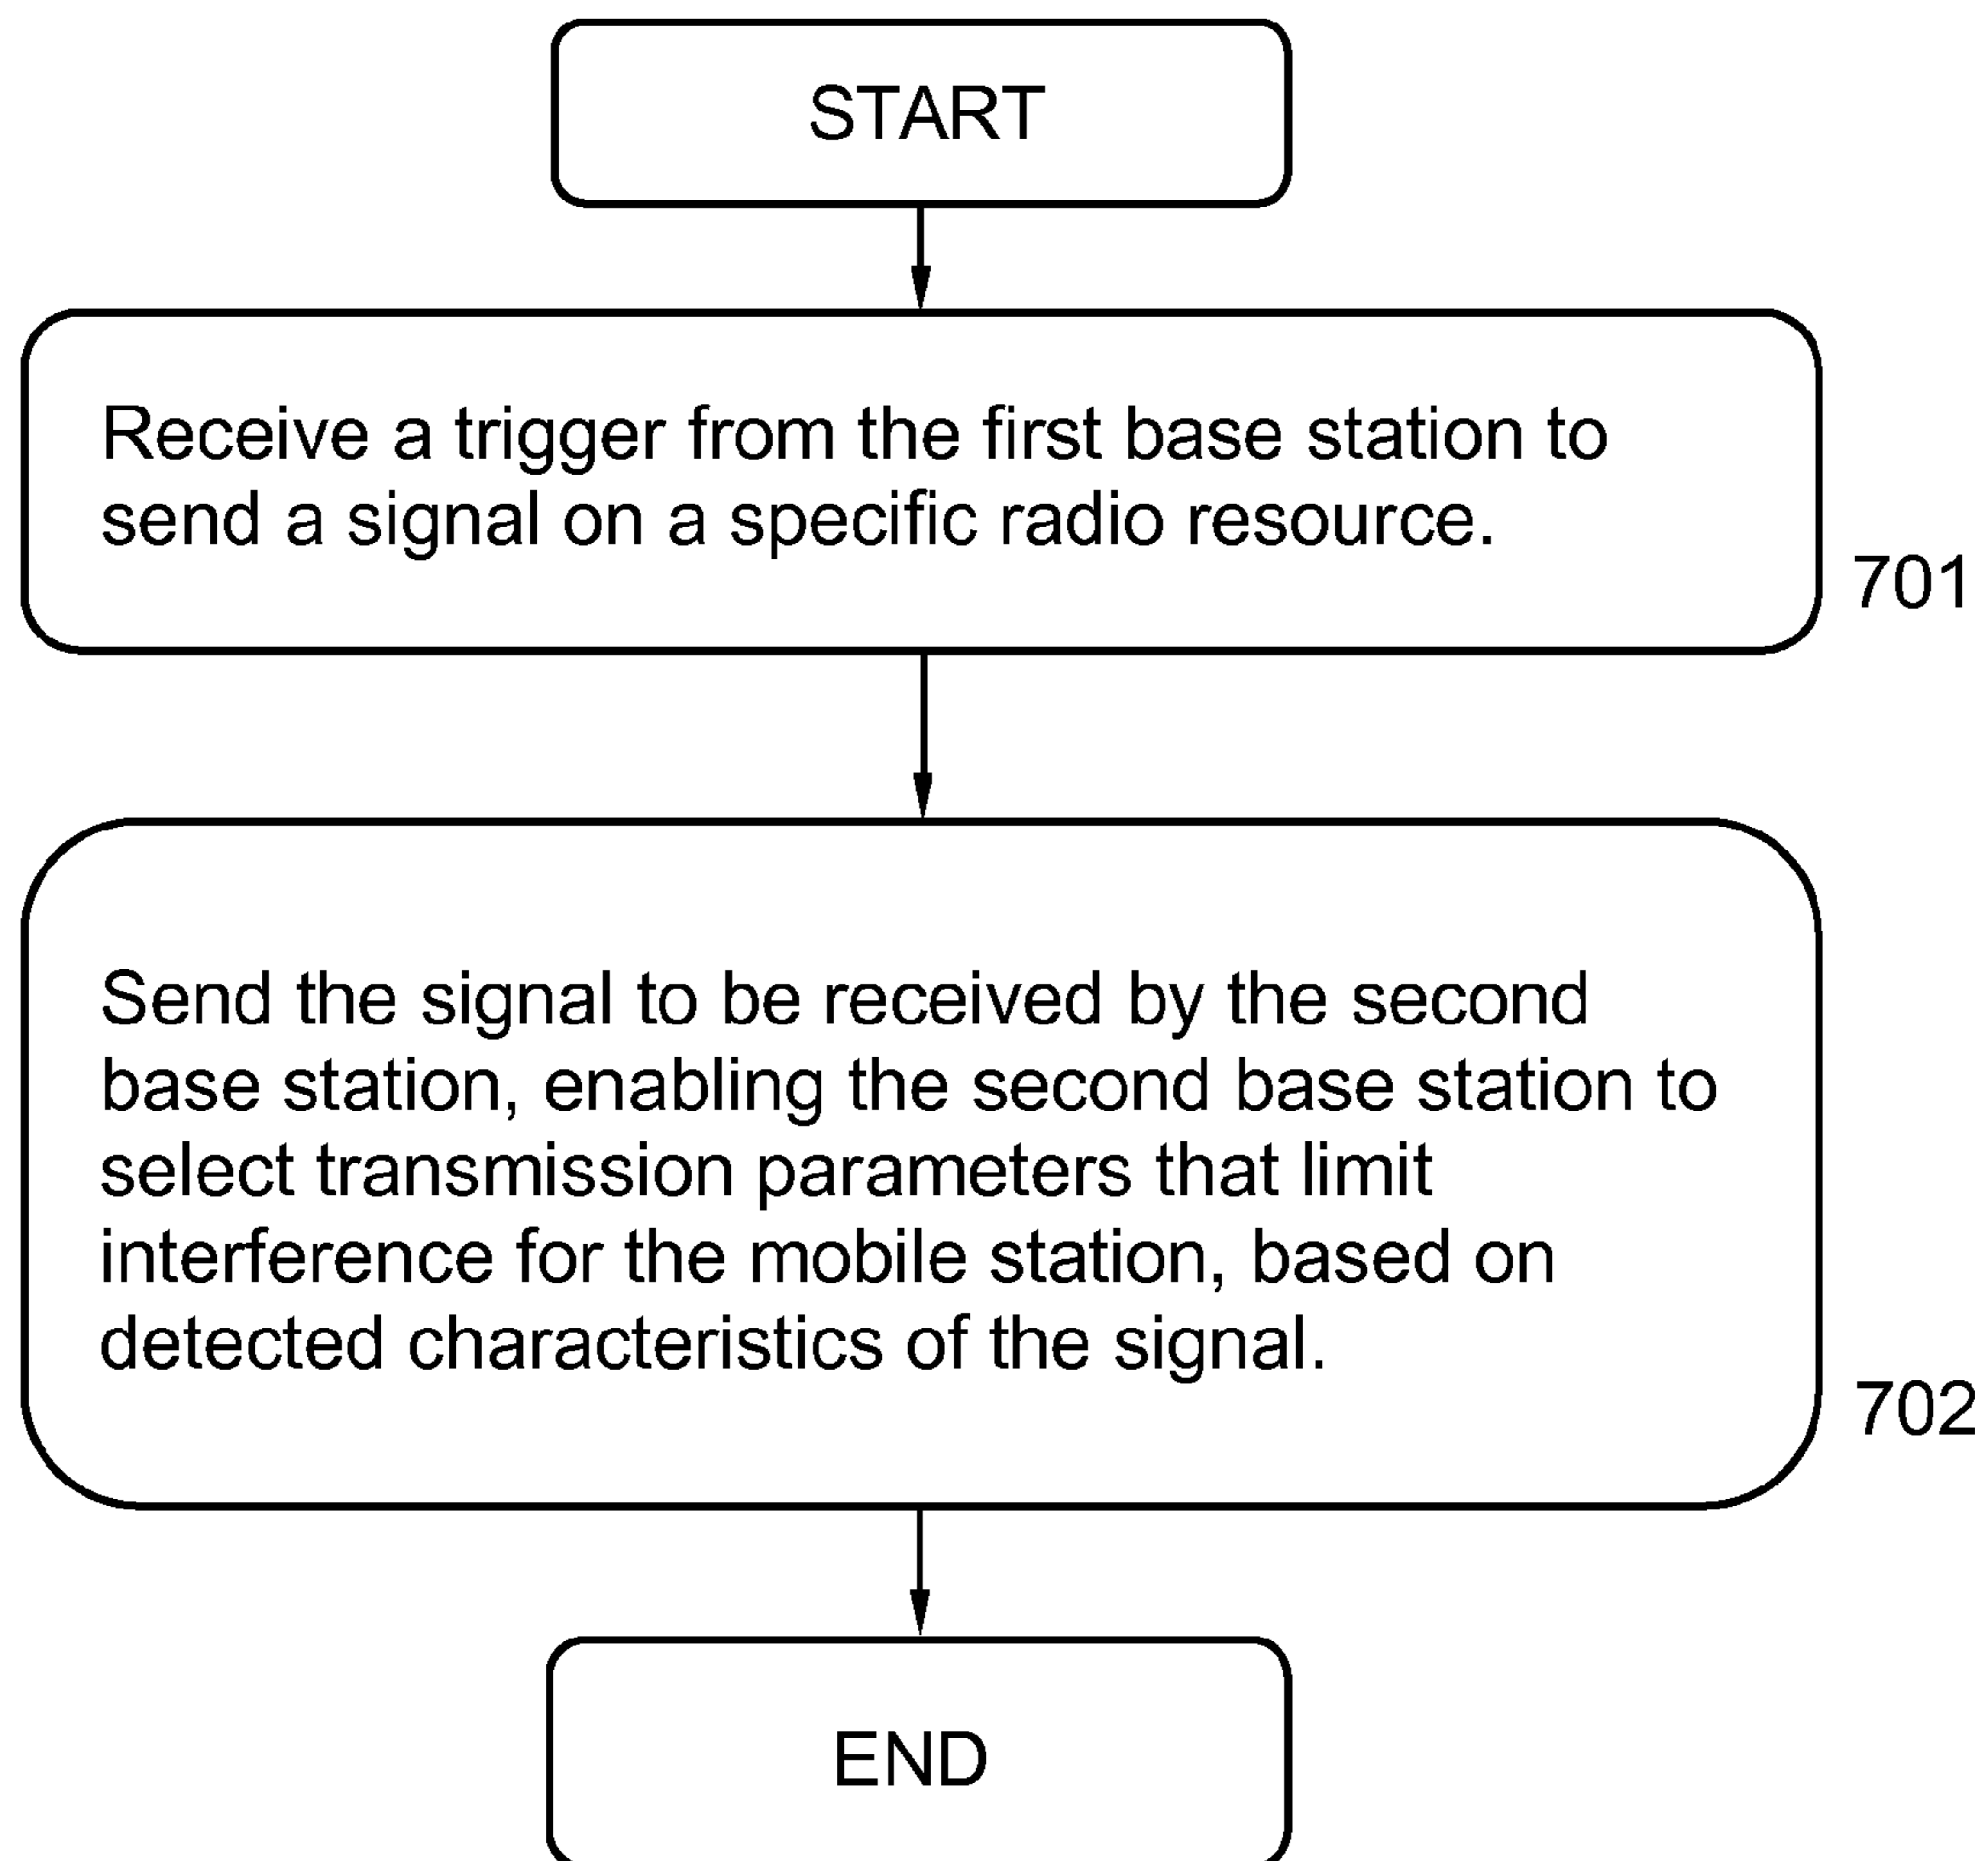 START
Receive a trigger from the first base station to
send a signal on a specific radio resource.
701
Send the signal to be received by the second
base station, enabling the second base station to
select transmission parameters that limit
interference for the mobile station, based on
detected characteristics of the signal.
702
END